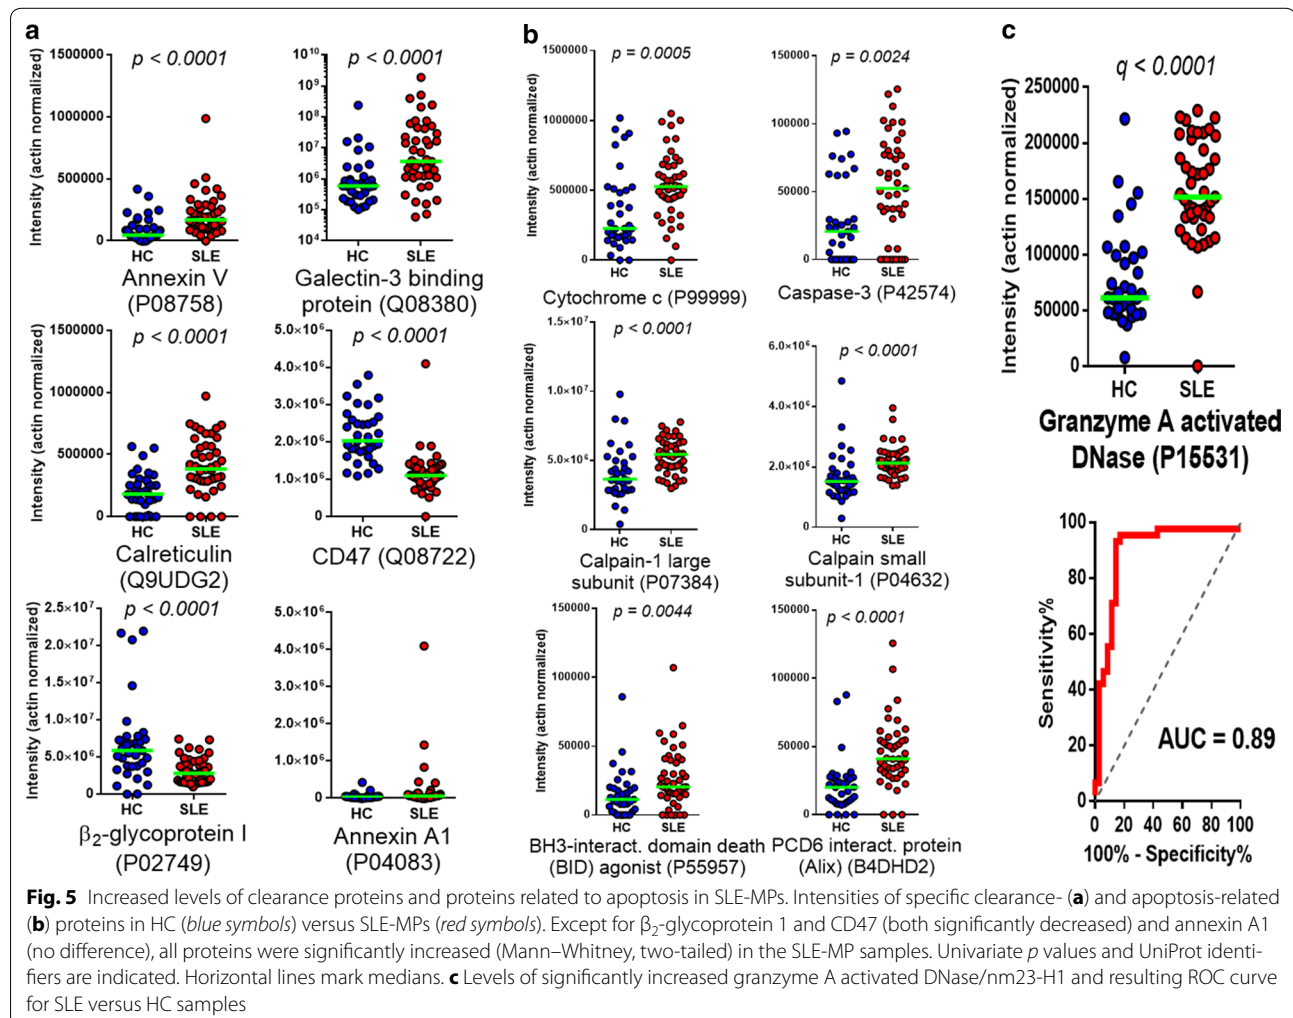 a
Intensity (actin normalized)
1500000
1000000
500000
0
p < 0.0001
HC SLE
Annexin V
(P08758)
10¹⁰
10⁹
10⁸
10⁷
10⁶
10⁵
10⁴
p < 0.0001
HC SLE
Galectin-3 binding
protein (Q08380)
Intensity (actin normalized)
1500000
1000000
500000
0
p < 0.0001
HC SLE
Calreticulin
(Q9UDG2)
5.0×10⁶
4.0×10⁶
3.0×10⁶
2.0×10⁶
1.0×10⁶
0
p < 0.0001
HC SLE
CD47 (Q08722)
Intensity (actin normalized)
2.5×10⁷
2.0×10⁷
1.5×10⁷
1.0×10⁷
5.0×10⁶
0
p < 0.0001
HC SLE
β₂-glycoprotein I
(P02749)
5.0×10⁶
4.0×10⁶
3.0×10⁶
2.0×10⁶
1.0×10⁶
0
HC SLE
Annexin A1
(P04083)
b
Intensity (actin normalized)
1500000
1000000
500000
0
p = 0.0005
HC SLE
Cytochrome c (P99999)
150000
100000
50000
0
p = 0.0024
HC SLE
Caspase-3 (P42574)
Intensity (actin normalized)
1.5×10⁷
1.0×10⁷
5.0×10⁶
0
p < 0.0001
HC SLE
Calpain-1 large
subunit (P07384)
6.0×10⁶
4.0×10⁶
2.0×10⁶
0
p < 0.0001
HC SLE
Calpain small
subunit-1 (P04632)
Intensity (actin normalized)
150000
100000
50000
0
p = 0.0044
HC SLE
BH3-interact. domain death
(BID) agonist (P55957)
150000
100000
50000
0
p < 0.0001
HC SLE
PCD6 interact. protein
(Alix) (B4DHD2)
c
Intensity (actin normalized)
250000
200000
150000
100000
50000
0
q < 0.0001
HC SLE
Granzyme A activated
DNase (P15531)
Sensitivity%
100
80
60
40
20
0
AUC = 0.89
0 20 40 60 80 100
100% - Specificity%
Fig. 5 Increased levels of clearance proteins and proteins related to apoptosis in SLE-MPs. Intensities of specific clearance- (a) and apoptosis-related
(b) proteins in HC (blue symbols) versus SLE-MPs (red symbols). Except for β₂-glycoprotein 1 and CD47 (both significantly decreased) and annexin A1
(no difference), all proteins were significantly increased (Mann–Whitney, two-tailed) in the SLE-MP samples. Univariate p values and UniProt identi-
fiers are indicated. Horizontal lines mark medians. c Levels of significantly increased granzyme A activated DNase/nm23-H1 and resulting ROC curve
for SLE versus HC samples